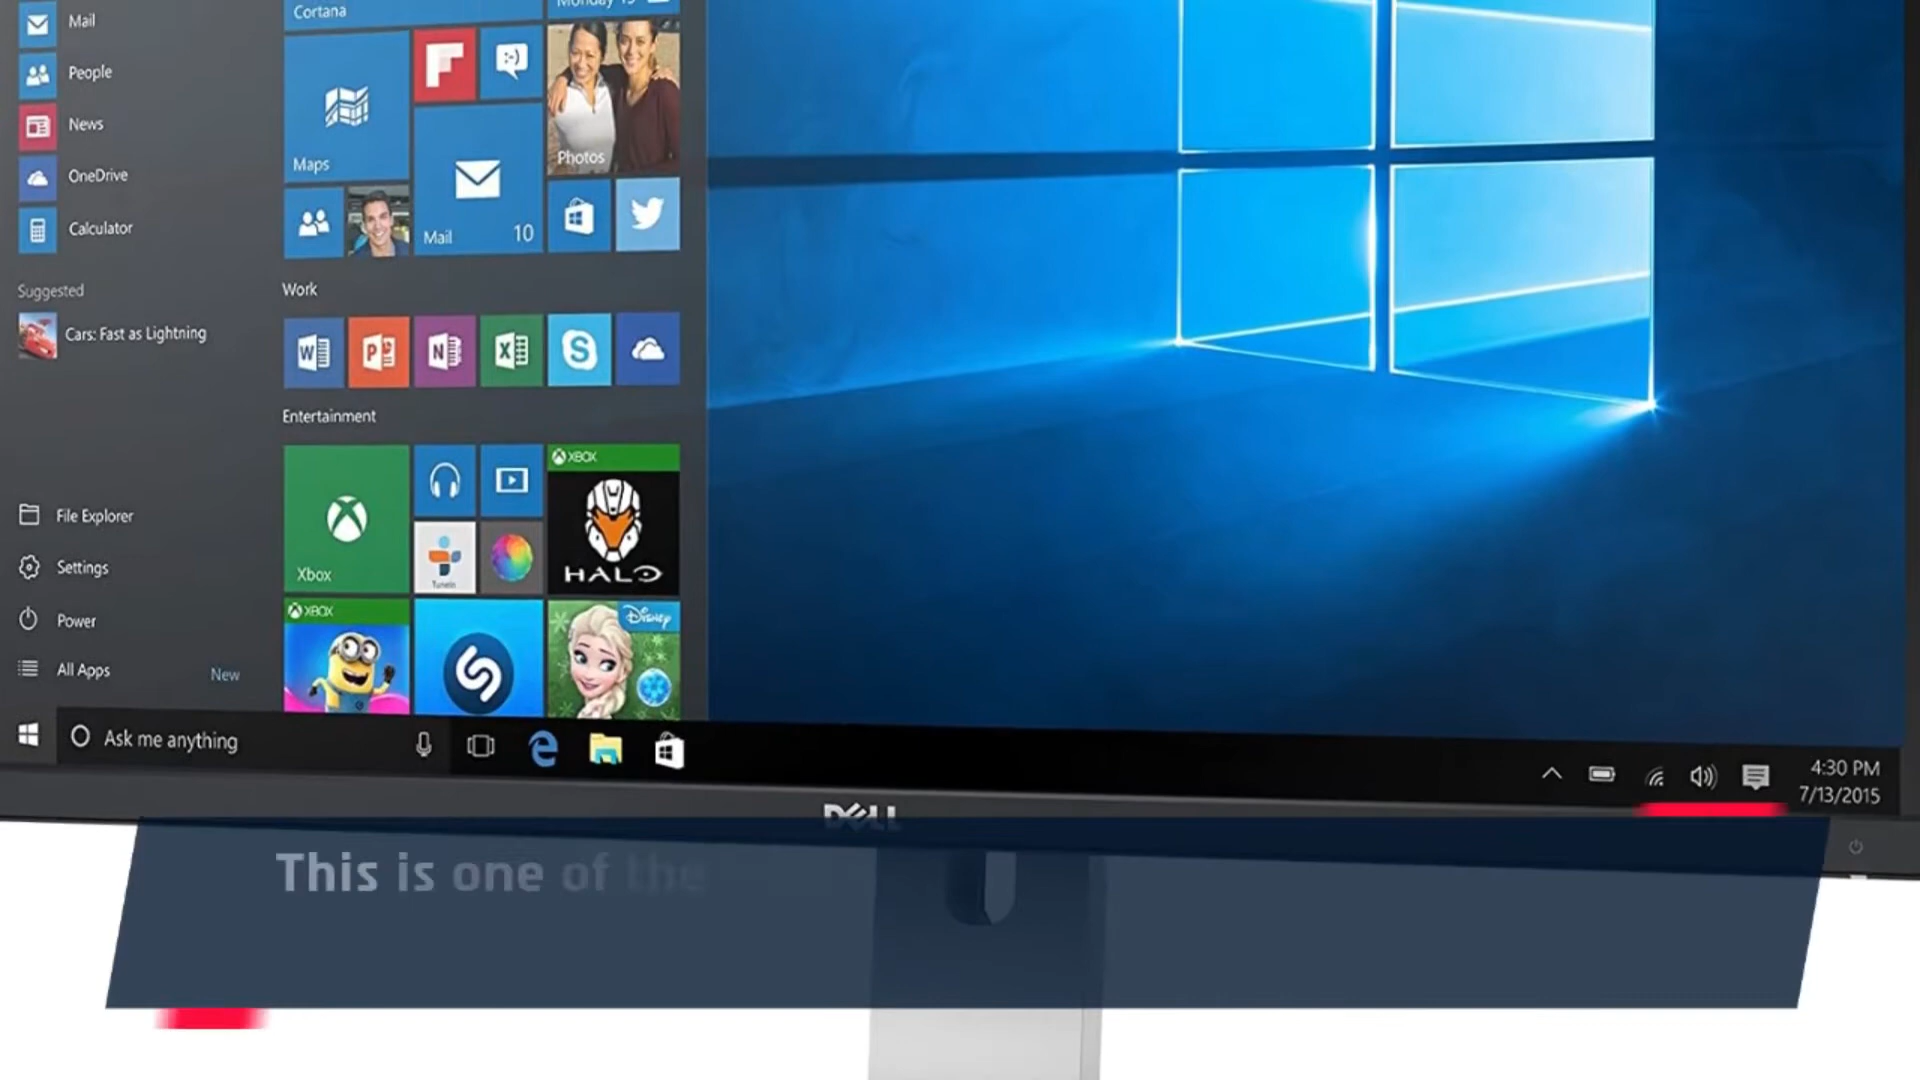 Mail
People
News
OneDrive
Calculator
Suggested
Cars: Fast as Lightning
File Explorer
Settings
Power
All Apps
New
Cortana
Maps
Photos
Mail
10
Work
W
P
N
X
S
Entertainment
XBOX
Xbox
TuneIn
HALO
XBOX
Disney
Ask me anything
4:30 PM
7/13/2015
DELL
This is one of the